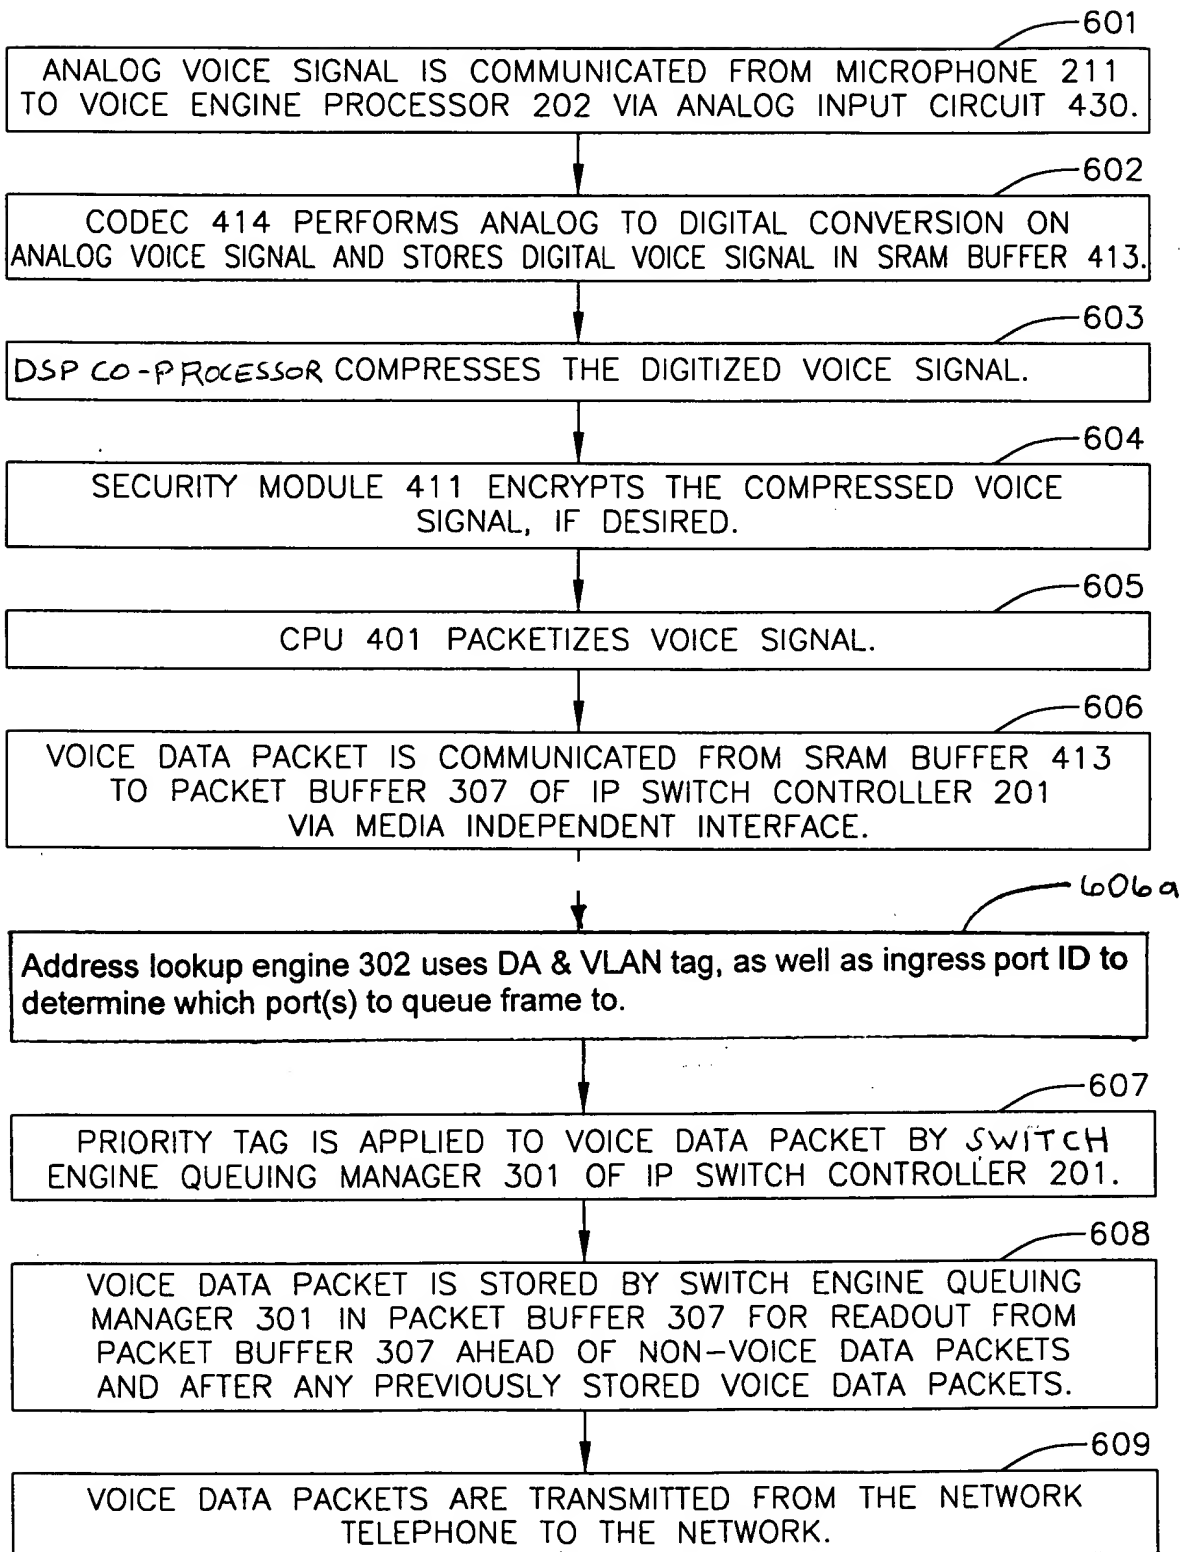 601
ANALOG VOICE SIGNAL IS COMMUNICATED FROM MICROPHONE 211
TO VOICE ENGINE PROCESSOR 202 VIA ANALOG INPUT CIRCUIT 430.
602
CODEC 414 PERFORMS ANALOG TO DIGITAL CONVERSION ON
ANALOG VOICE SIGNAL AND STORES DIGITAL VOICE SIGNAL IN SRAM BUFFER 413.
603
DSP CO-PROCESSOR COMPRESSES THE DIGITIZED VOICE SIGNAL.
604
SECURITY MODULE 411 ENCRYPTS THE COMPRESSED VOICE
SIGNAL, IF DESIRED.
605
CPU 401 PACKETIZES VOICE SIGNAL.
606
VOICE DATA PACKET IS COMMUNICATED FROM SRAM BUFFER 413
TO PACKET BUFFER 307 OF IP SWITCH CONTROLLER 201
VIA MEDIA INDEPENDENT INTERFACE.
606a
Address lookup engine 302 uses DA & VLAN tag, as well as ingress port ID to
determine which port(s) to queue frame to.
607
PRIORITY TAG IS APPLIED TO VOICE DATA PACKET BY SWITCH
ENGINE QUEUING MANAGER 301 OF IP SWITCH CONTROLLER 201.
608
VOICE DATA PACKET IS STORED BY SWITCH ENGINE QUEUING
MANAGER 301 IN PACKET BUFFER 307 FOR READOUT FROM
PACKET BUFFER 307 AHEAD OF NON-VOICE DATA PACKETS
AND AFTER ANY PREVIOUSLY STORED VOICE DATA PACKETS.
609
VOICE DATA PACKETS ARE TRANSMITTED FROM THE NETWORK
TELEPHONE TO THE NETWORK.